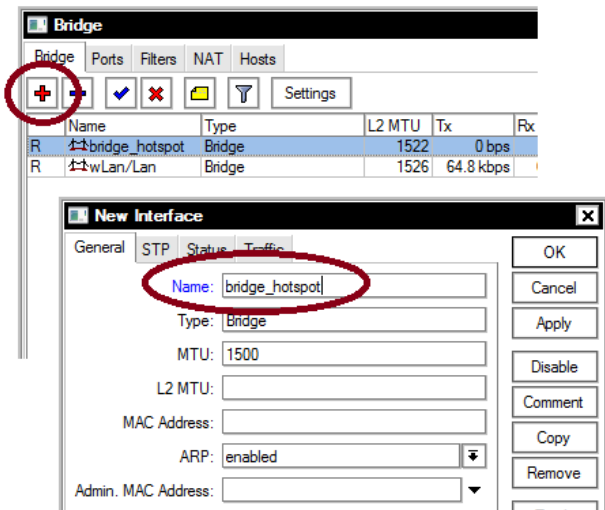 Bridge
Bridge Ports Filters NAT Hosts
Settings
Name Type L2 MTU Tx Rx
R bridge_hotspot Bridge 1522 0 bps
R wLan/Lan Bridge 1526 64.8 kbps
New Interface
General STP Status Traffic
OK
Name: bridge_hotspot
Cancel
Type: Bridge
Apply
MTU: 1500
Disable
L2 MTU:
Comment
MAC Address:
Copy
ARP: enabled
Remove
Admin. MAC Address: